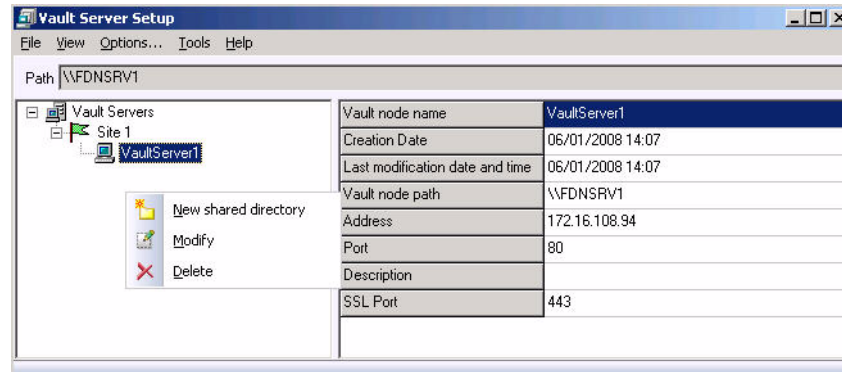 Vault Server Setup
File View Options... Tools Help
Path \\FDNSRV1
Vault Servers
Site 1
VaultServer1
New shared directory
Modify
Delete
Vault node name VaultServer1
Creation Date 06/01/2008 14:07
Last modification date and time 06/01/2008 14:07
Vault node path \\FDNSRV1
Address 172.16.108.94
Port 80
Description
SSL Port 443